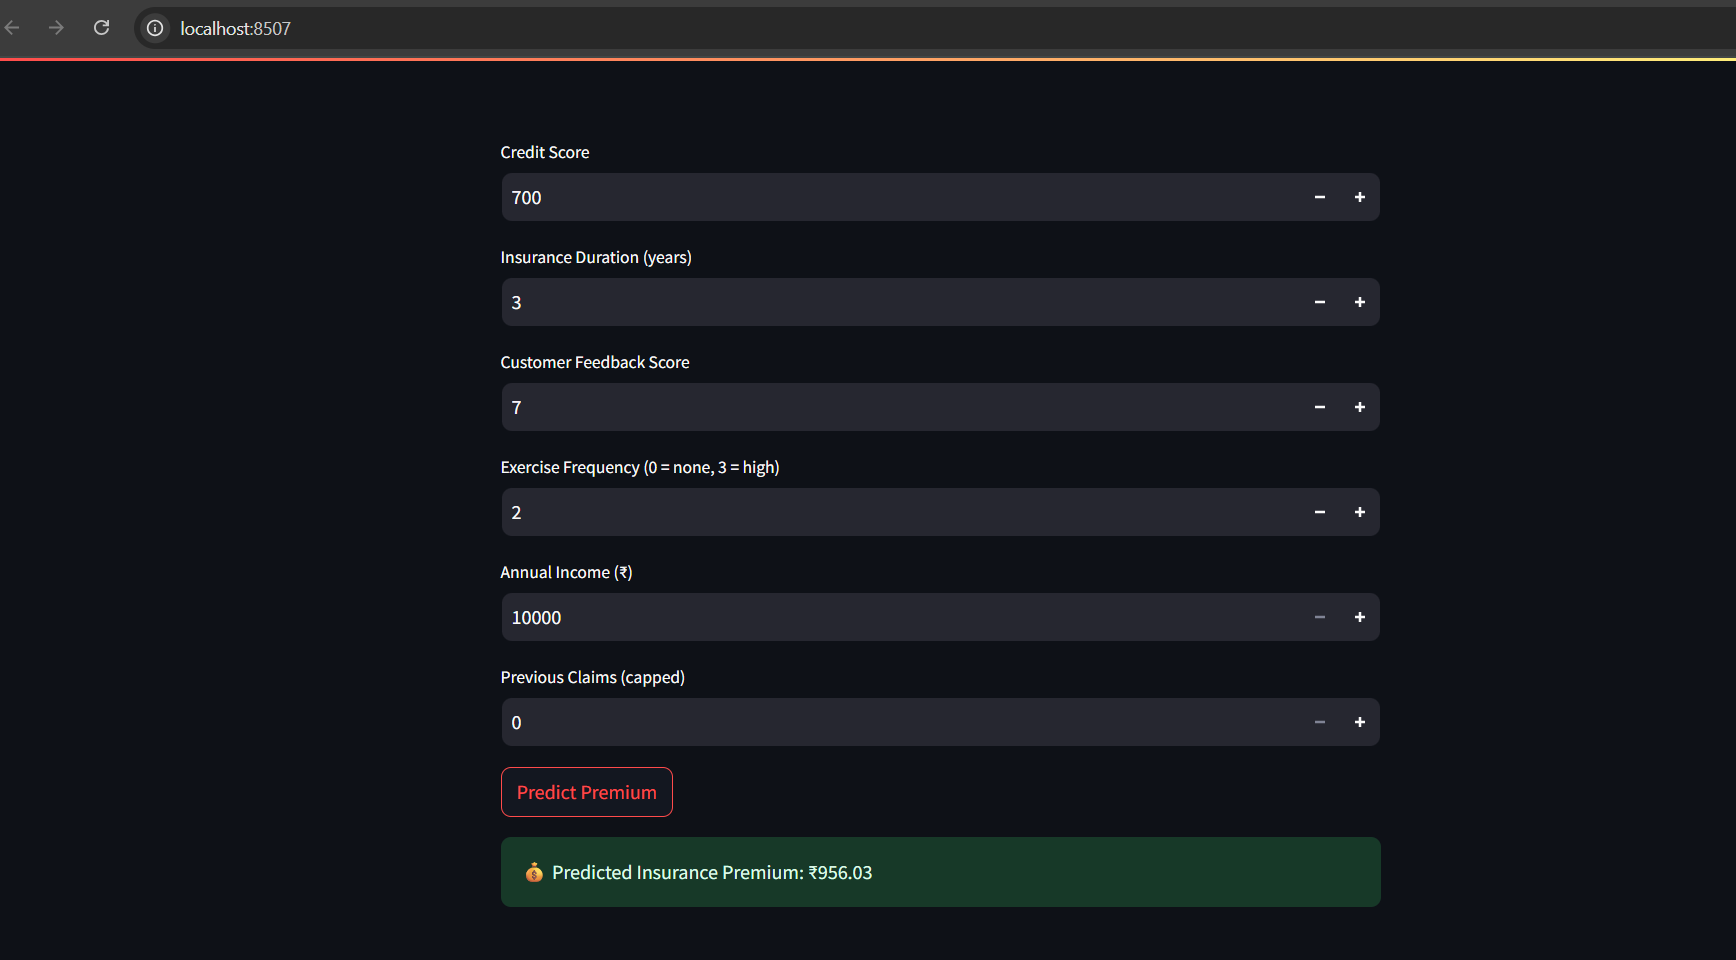 localhost:8507
Credit Score
700
Insurance Duration (years)
3
Customer Feedback Score
7
Exercise Frequency (0 = none, 3 = high)
2
Annual Income (₹)
10000
Previous Claims (capped)
0
Predict Premium
💰 Predicted Insurance Premium: ₹956.03